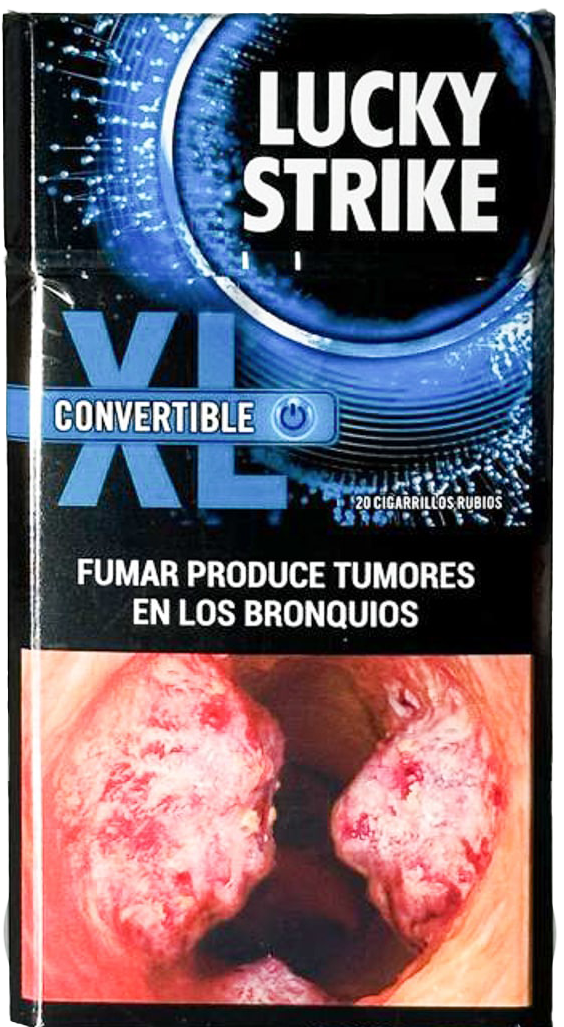 LUCKY
STRIKE
XL
CONVERTIBLE
20 CIGARRILLOS RUBIOS
FUMAR PRODUCE TUMORES
EN LOS BRONQUIOS